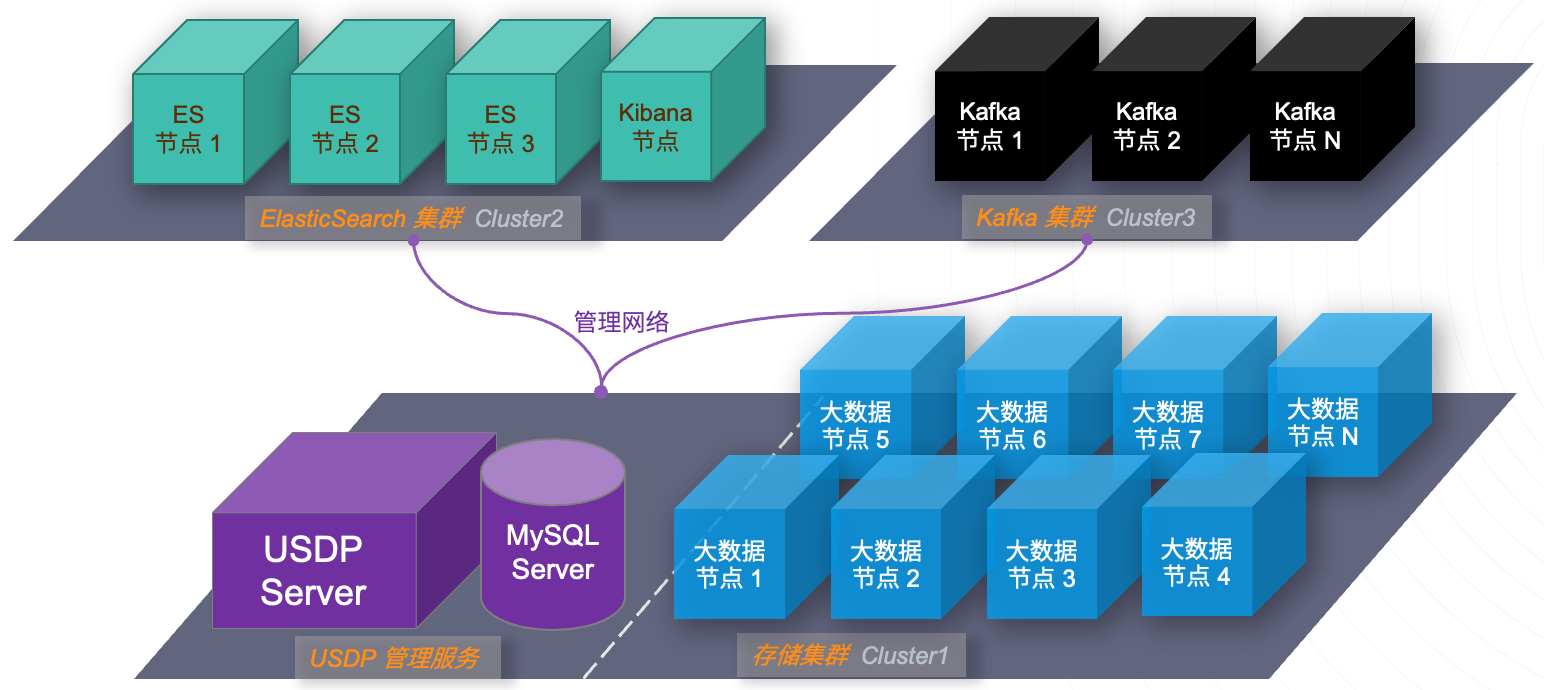 ES
节点 1
ES
节点 2
ES
节点 3
Kibana
节点
ElasticSearch 集群 Cluster2
Kafka
节点 1
Kafka
节点 2
Kafka
节点 N
Kafka 集群 Cluster3
管理网络
USDP
Server
MySQL
Server
USDP 管理服务
大数据
节点 5
大数据
节点 6
大数据
节点 7
大数据
节点 N
大数据
节点 1
大数据
节点 2
大数据
节点 3
大数据
节点 4
存储集群 Cluster1